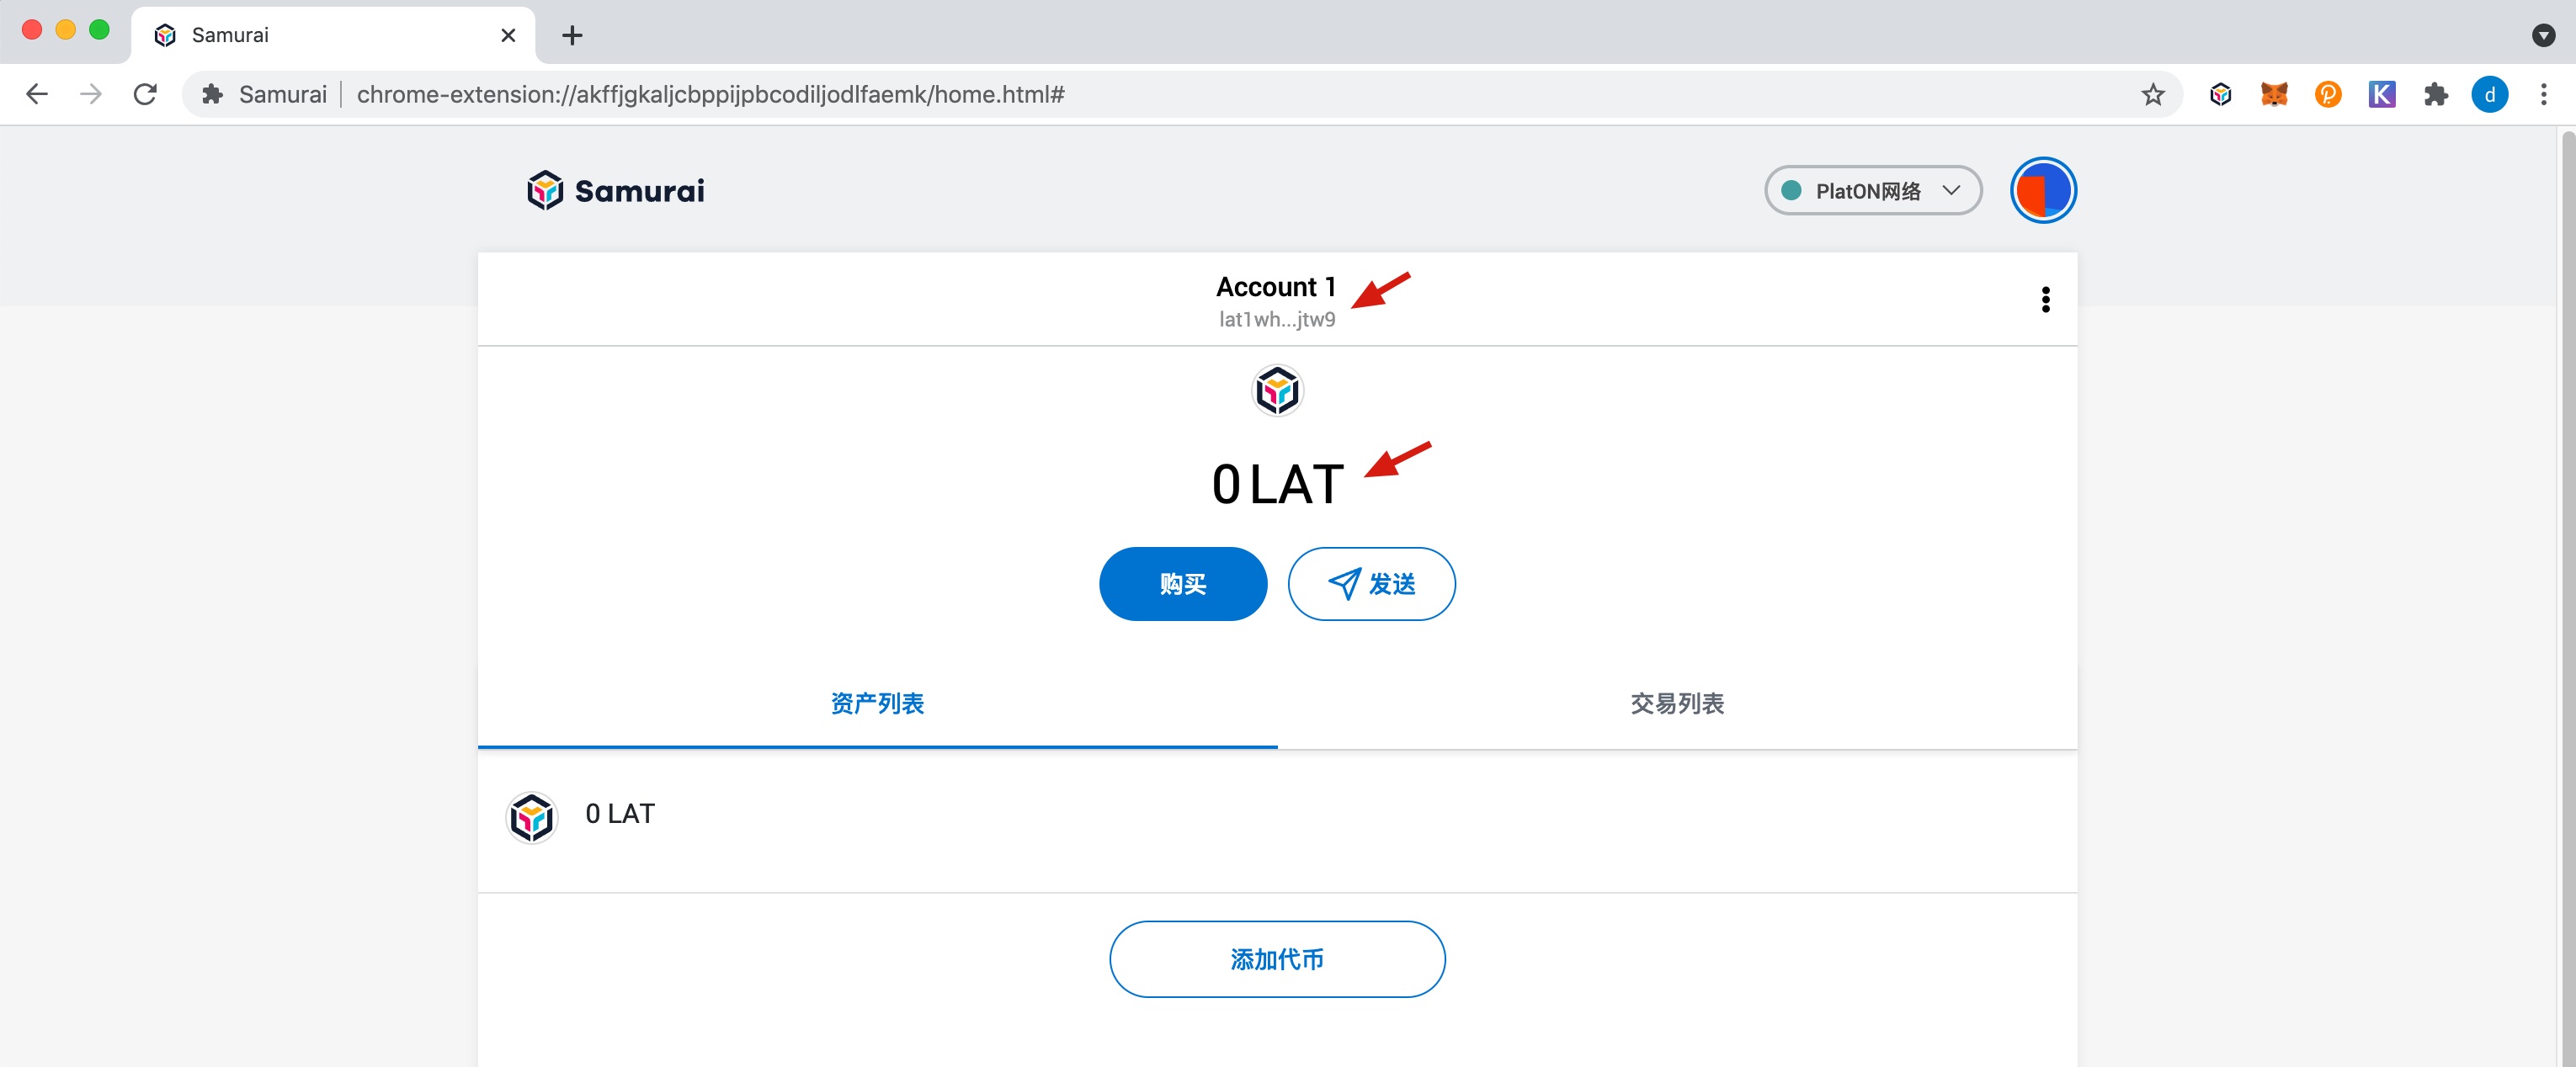 Samurai
Samurai
chrome-extension://akffjgkaljcbppijpbcodiljodlfaemk/home.html#
K
d
Samurai
PlatON网络
Account 1
lat1wh...jtw9
0 LAT
购买
发送
资产列表
交易列表
0 LAT
添加代币